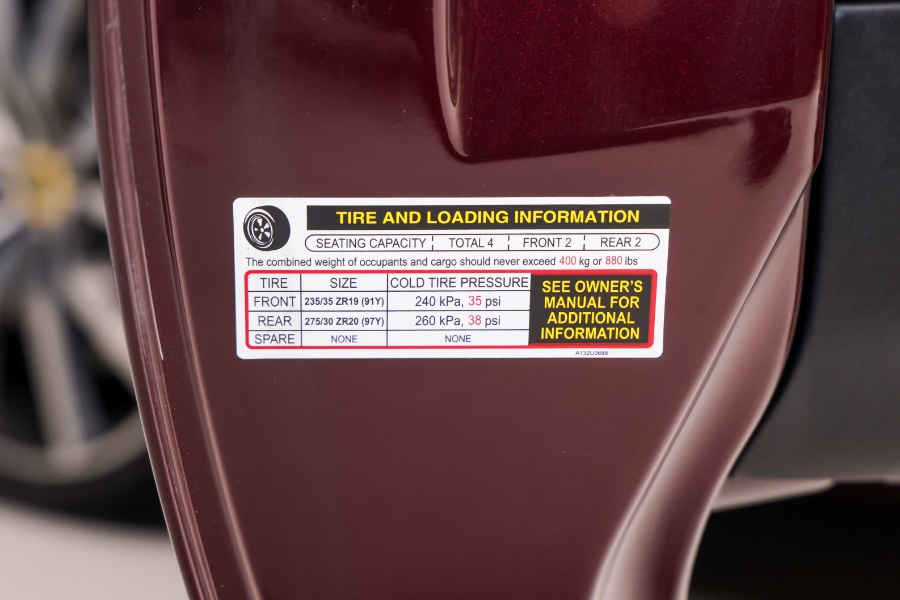 TIRE AND LOADING INFORMATION
SEATING CAPACITY TOTAL 4 FRONT 2 REAR 2
The combined weight of occupants and cargo should never exceed 400 kg or 880 lbs
TIRE SIZE COLD TIRE PRESSURE
FRONT 235/35 ZR19 (91Y) 240 kPa, 35 psi
REAR 275/30 ZR20 (97Y) 260 kPa, 38 psi
SPARE NONE NONE
SEE OWNER'S
MANUAL FOR
ADDITIONAL
INFORMATION
A132U0688